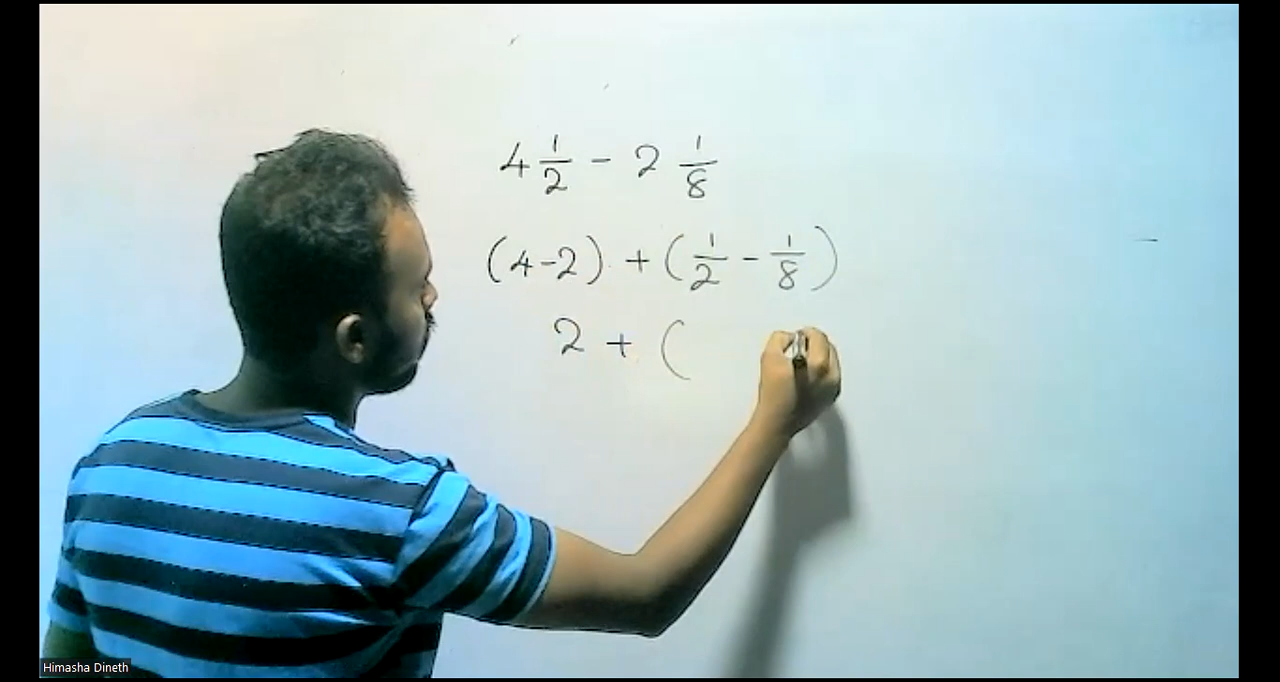 4 1/2 - 2 1/8
(4-2) + (1/2 - 1/8)
2 + (
Himasha Dineth